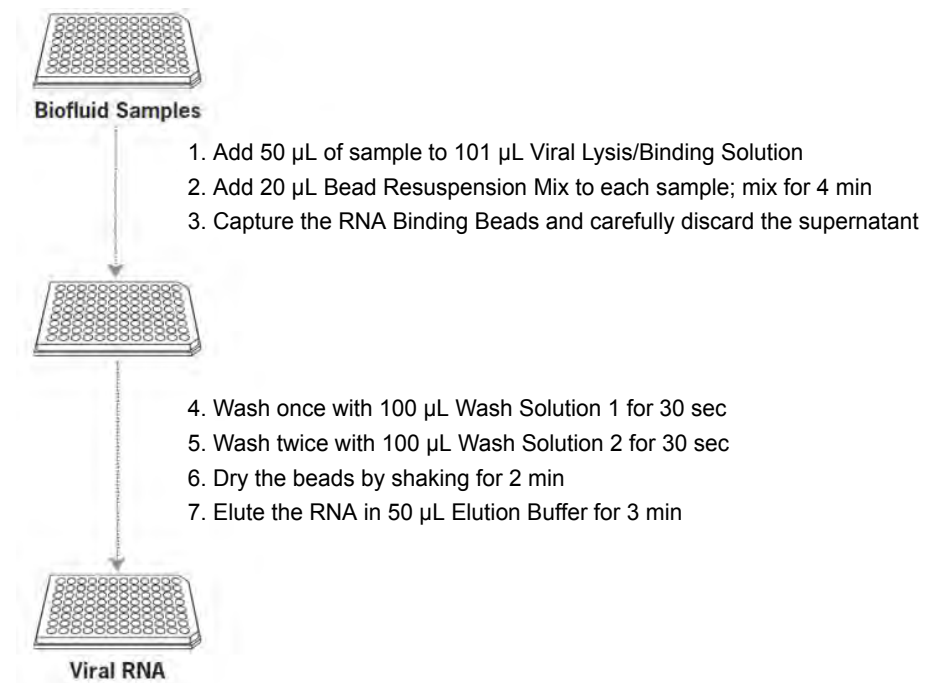 Biofluid Samples
1. Add 50 µL of sample to 101 µL Viral Lysis/Binding Solution
2. Add 20 µL Bead Resuspension Mix to each sample; mix for 4 min
3. Capture the RNA Binding Beads and carefully discard the supernatant
4. Wash once with 100 µL Wash Solution 1 for 30 sec
5. Wash twice with 100 µL Wash Solution 2 for 30 sec
6. Dry the beads by shaking for 2 min
7. Elute the RNA in 50 µL Elution Buffer for 3 min
Viral RNA